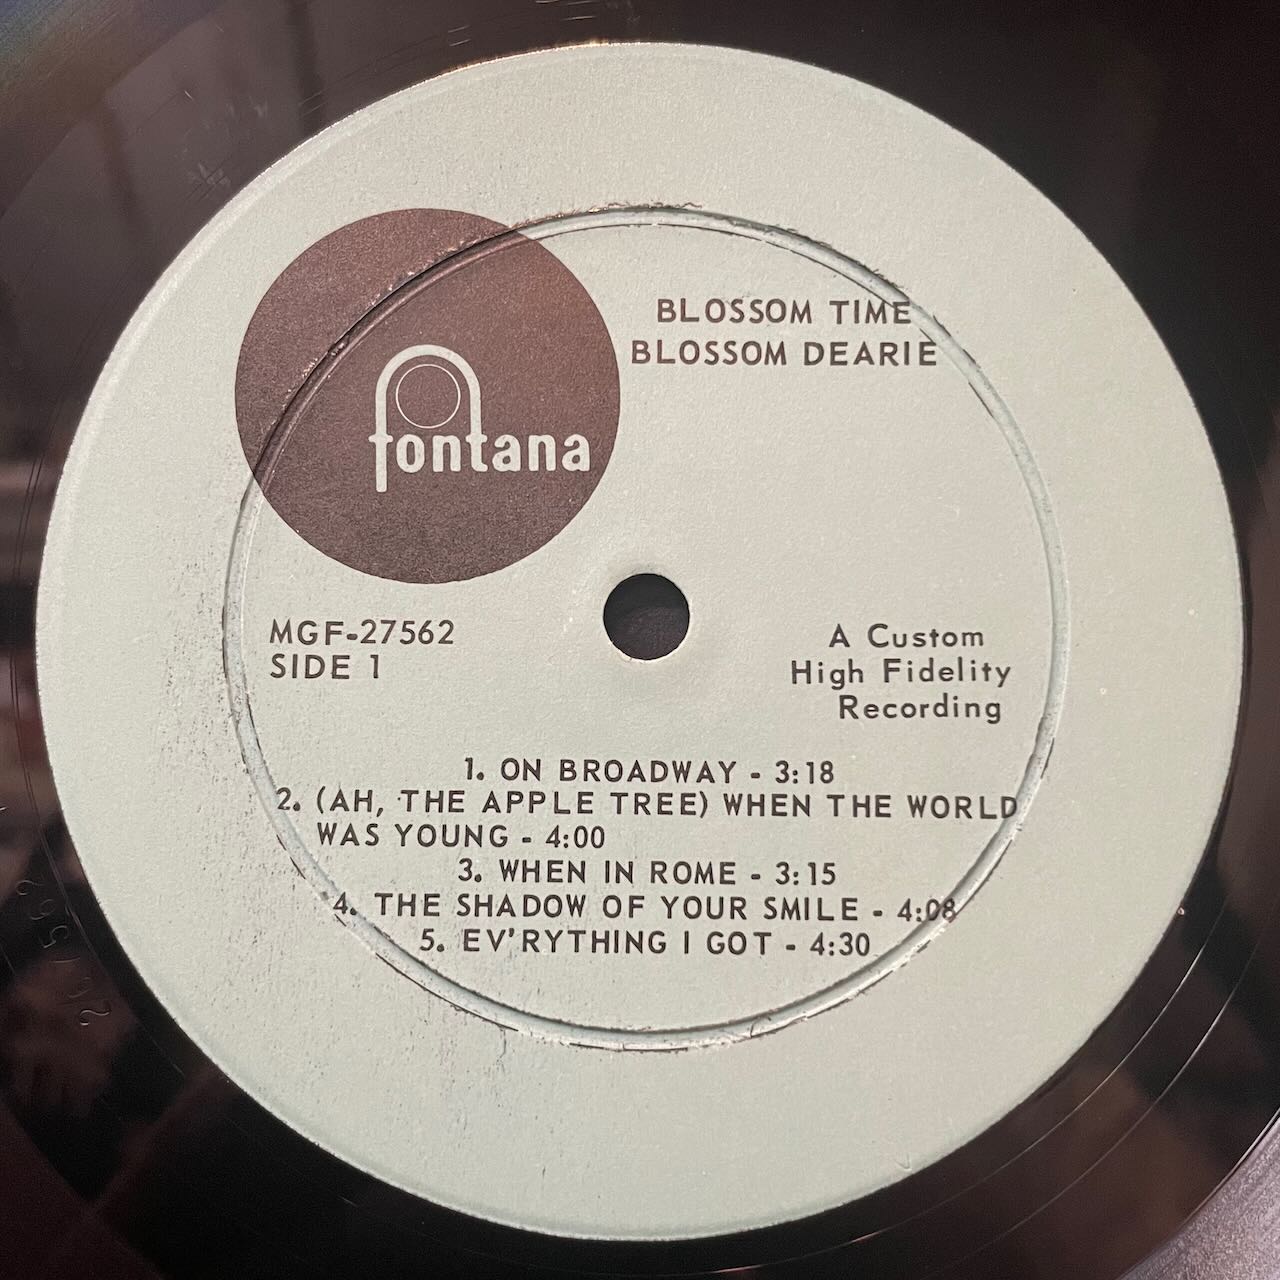 BLOSSOM TIME
BLOSSOM DEARIE
fontana
MGF-27562
SIDE 1
A Custom
High Fidelity
Recording
1. ON BROADWAY - 3:18
2. (AH, THE APPLE TREE) WHEN THE WORLD
WAS YOUNG - 4:00
3. WHEN IN ROME - 3:15
4. THE SHADOW OF YOUR SMILE - 4:08
5. EV'RYTHING I GOT - 4:30